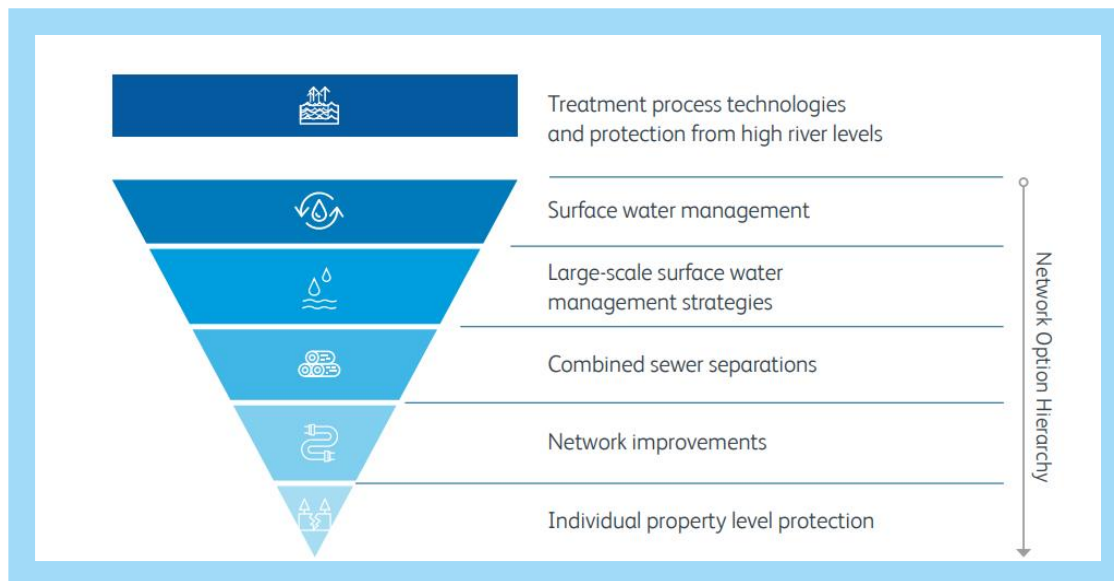 Treatment process technologies
and protection from high river levels
Surface water management
Large-scale surface water
management strategies
Combined sewer separations
Network improvements
Individual property level protection
Network Option Hierarchy